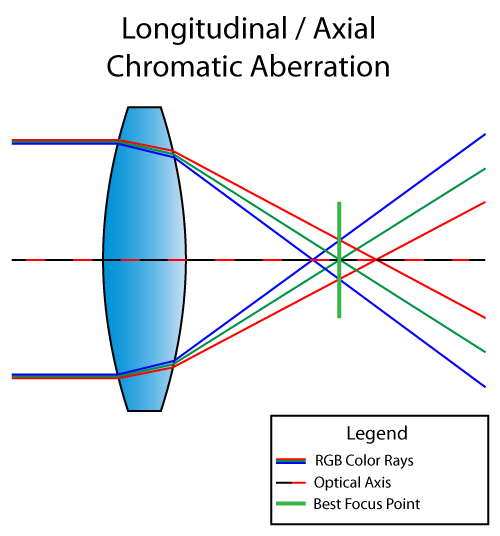 Longitudinal / Axial
Chromatic Aberration
Legend
RGB Color Rays
Optical Axis
Best Focus Point